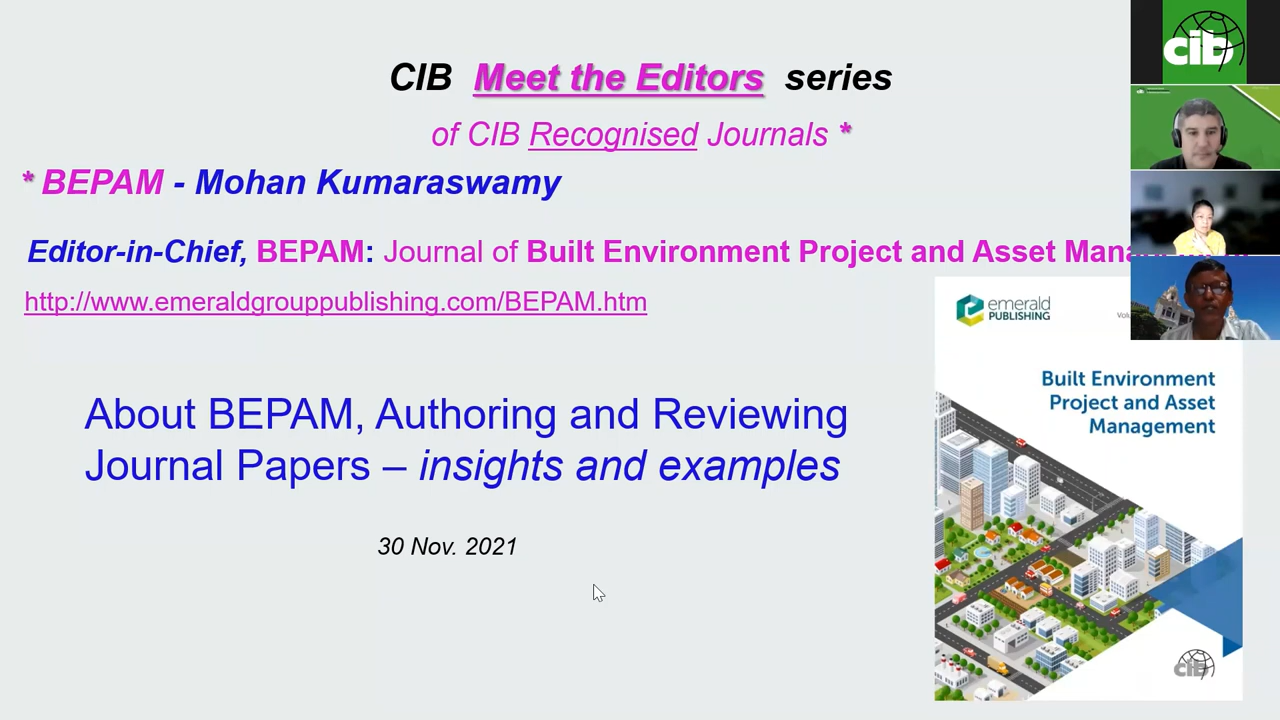 CIB Meet the Editors series
of CIB Recognised Journals *
* BEPAM - Mohan Kumaraswamy
Editor-in-Chief, BEPAM: Journal of Built Environment Project and Asset
http://www.emeraldgrouppublishing.com/BEPAM.htm
About BEPAM, Authoring and Reviewing
Journal Papers – insights and examples
30 Nov. 2021
cib
emerald
PUBLISHING
Built Environment
Project and Asset
Management
cib